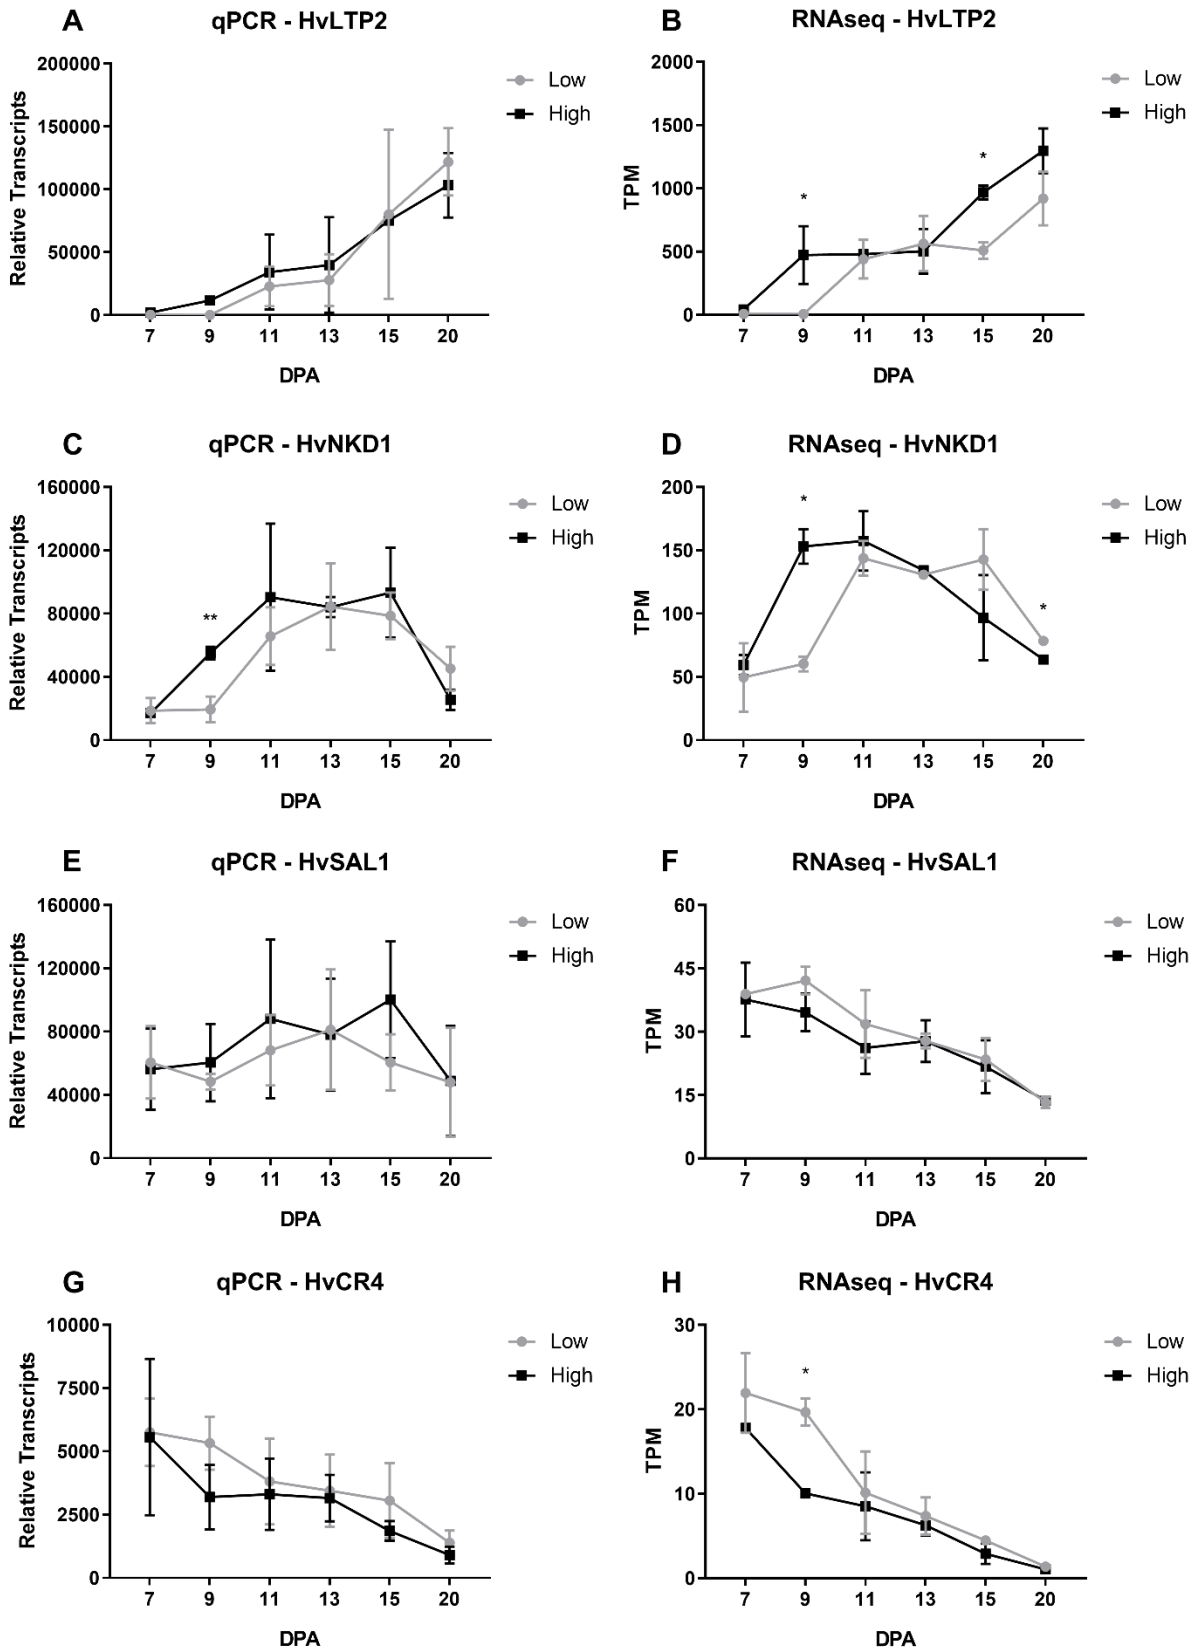 A qPCR - HvLTP2
Relative Transcripts
200000
150000
100000
50000
0
7 9 11 13 15 20
DPA
Low
High
B RNAseq - HvLTP2
TPM
2000
1500
1000
500
0
* *
7 9 11 13 15 20
DPA
Low
High
C qPCR - HvNKD1
Relative Transcripts
160000
120000
80000
40000
0
**
7 9 11 13 15 20
DPA
Low
High
D RNAseq - HvNKD1
TPM
200
150
100
50
0
* *
7 9 11 13 15 20
DPA
Low
High
E qPCR - HvSAL1
Relative Transcripts
160000
120000
80000
40000
0
7 9 11 13 15 20
DPA
Low
High
F RNAseq - HvSAL1
TPM
60
45
30
15
0
7 9 11 13 15 20
DPA
Low
High
G qPCR - HvCR4
Relative Transcripts
10000
7500
5000
2500
0
7 9 11 13 15 20
DPA
Low
High
H RNAseq - HvCR4
TPM
30
20
10
0
*
7 9 11 13 15 20
DPA
Low
High